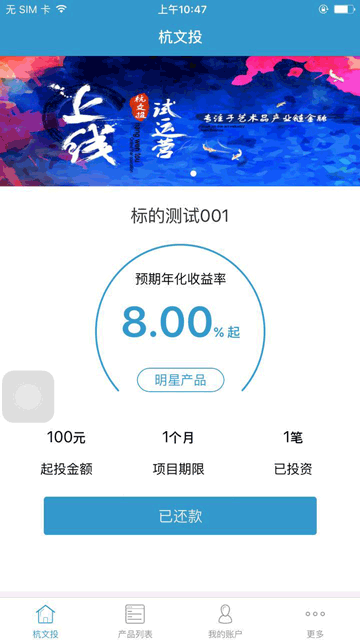 无 SIM 卡
上午10:47
杭文投
上线
杭文投
试运营
专注于艺术品产业链金融
标的测试001
预期年化收益率
8.00% 起
明星产品
100元 1个月 1笔
起投金额 项目期限 已投资
已还款
杭文投 产品列表 我的账户 更多